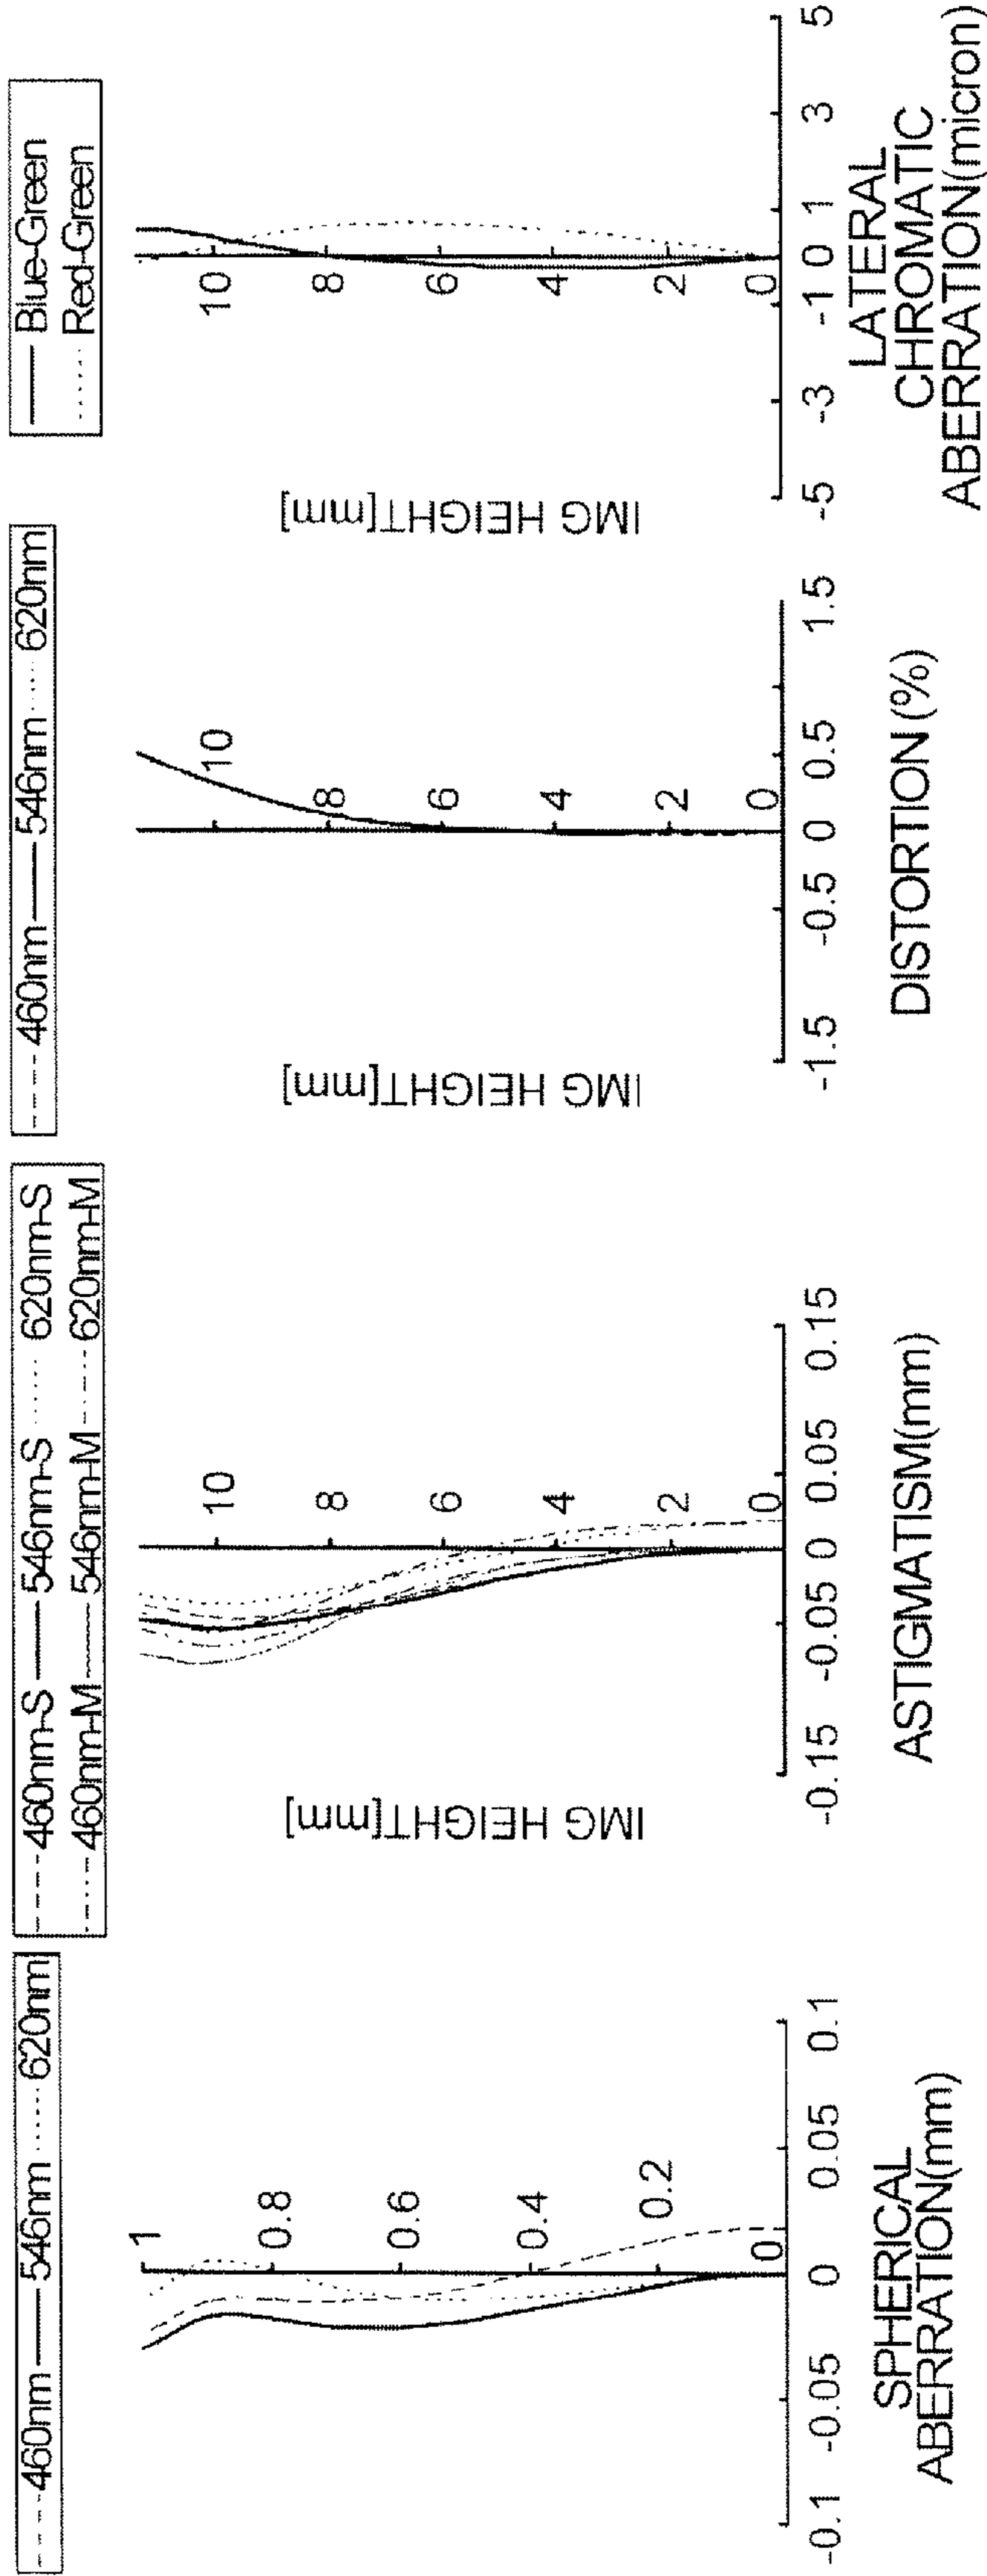 ---- 460nm —— 546nm ······ 620nm
1
0.8
0.6
0.4
0.2
0
-0.1 -0.05 0 0.05 0.1
SPHERICAL
ABERRATION(mm)
---- 460nm-S —— 546nm-S ······ 620nm-S
-·-·- 460nm-M —— 546nm-M -··- 620nm-M
IMG HEIGHT[mm]
10
8
6
4
2
0
-0.15 -0.05 0 0.05 0.15
ASTIGMATISM(mm)
---- 460nm —— 546nm ······ 620nm
IMG HEIGHT[mm]
10
8
6
4
2
0
-1.5 -0.5 0 0.5 1.5
DISTORTION (%)
—— Blue-Green
······ Red-Green
IMG HEIGHT[mm]
10
8
6
4
2
0
-5 -3 -1 0 1 3 5
LATERAL
CHROMATIC
ABERRATION(micron)